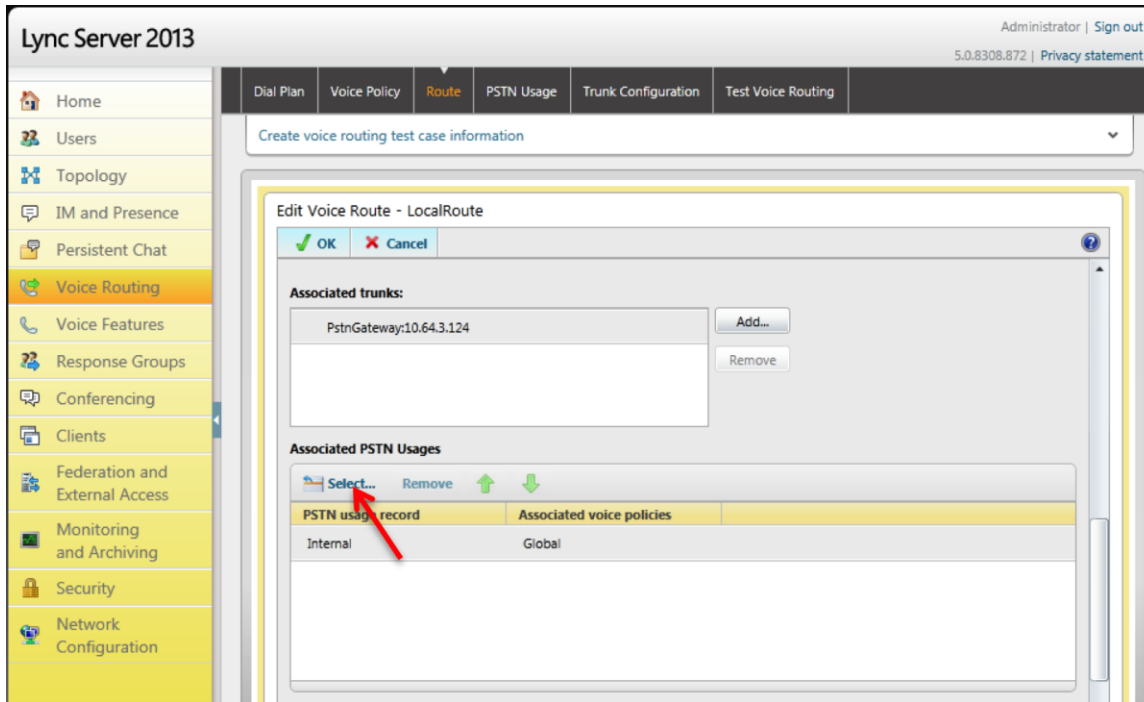 Lync Server 2013
Administrator | Sign out
5.0.8308.872 | Privacy statement
Home
Users
Topology
IM and Presence
Persistent Chat
Voice Routing
Voice Features
Response Groups
Conferencing
Clients
Federation and
External Access
Monitoring
and Archiving
Security
Network
Configuration
Dial Plan Voice Policy Route PSTN Usage Trunk Configuration Test Voice Routing
Create voice routing test case information
Edit Voice Route - LocalRoute
OK Cancel
Associated trunks:
PstnGateway:10.64.3.124
Add...
Remove
Associated PSTN Usages
Select... Remove
PSTN usage record Associated voice policies
Internal Global